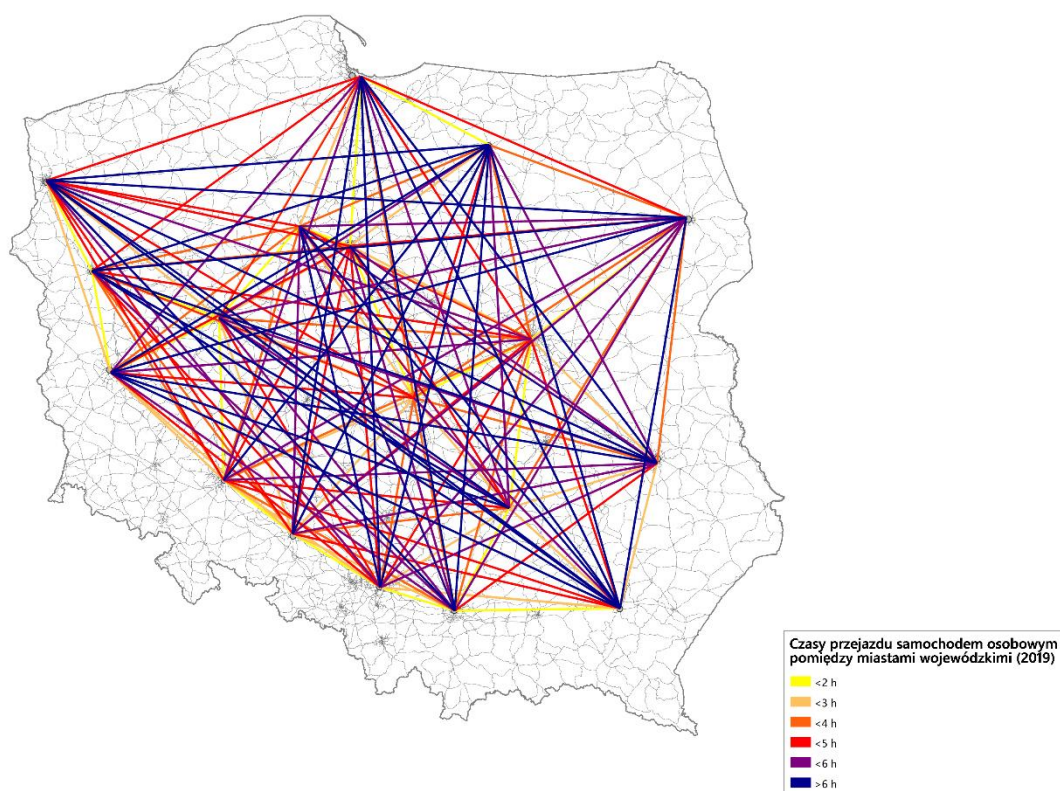 Czasy przejazdu samochodem osobowym
pomiędzy miastami wojewódzkimi (2019)
<2 h
<3 h
<4 h
<5 h
<6 h
>6 h